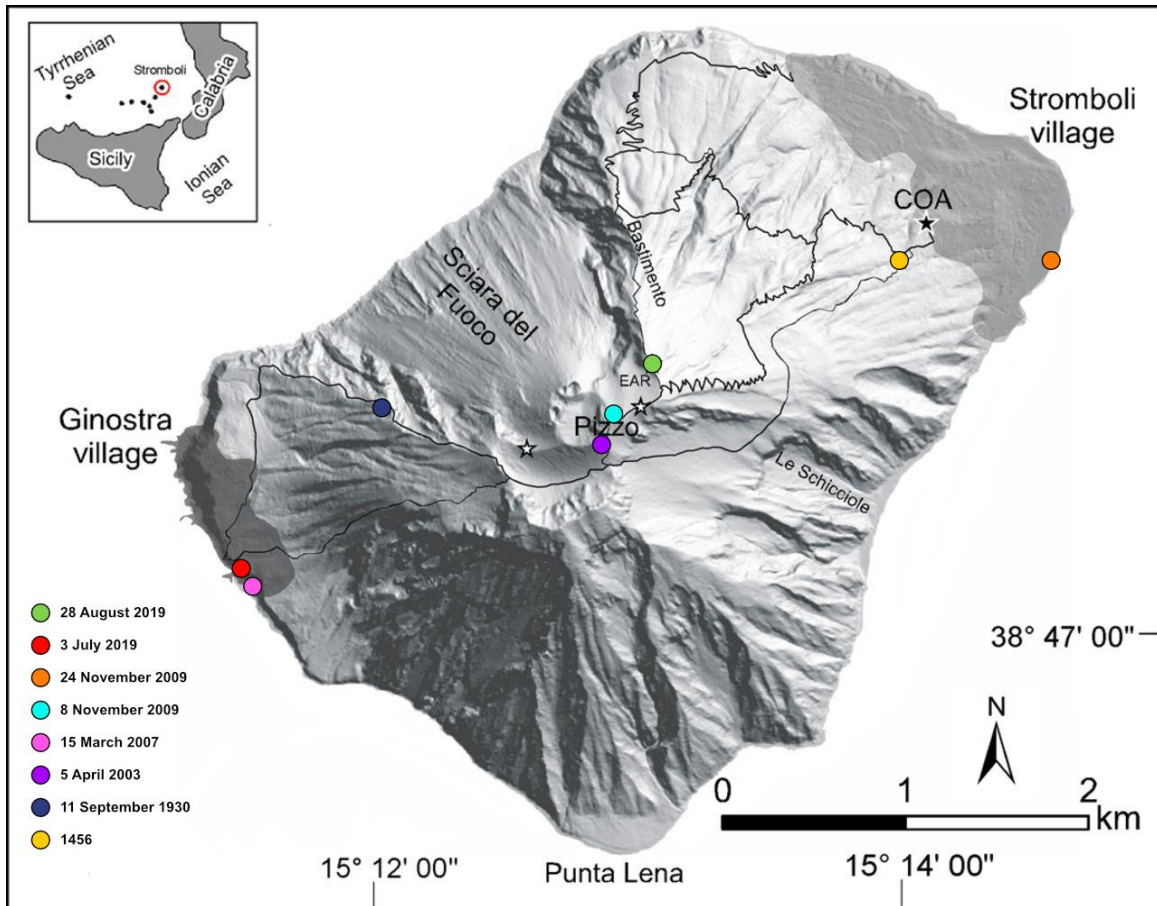 Tyrrhenian
Sea
Stromboli
Calabria
Sicily
Ionian
Sea
Stromboli
village
COA
Bastimento
Sciara del
Fuoco
EAR
Pizzo
Ginostra
village
Le Schicciole
28 August 2019
3 July 2019
24 November 2009
8 November 2009
15 March 2007
5 April 2003
11 September 1930
1456
38° 47' 00"
N
0 1 2
km
15° 12' 00"
15° 14' 00"
Punta Lena